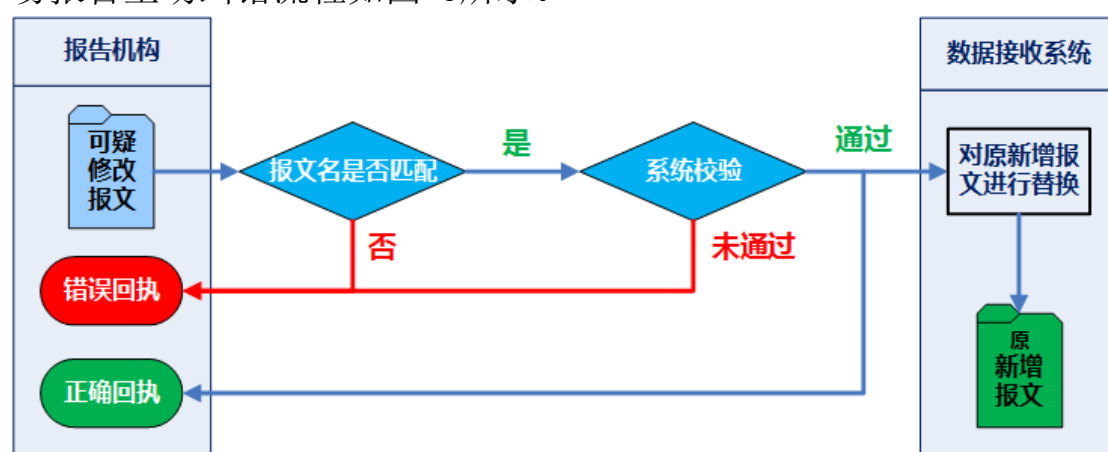 报告机构
数据接收系统
可疑
修改
报文
报文名是否匹配
是
系统校验
通过
对原新增报
文进行替换
否
未通过
错误回执
正确回执
原
新增
报文